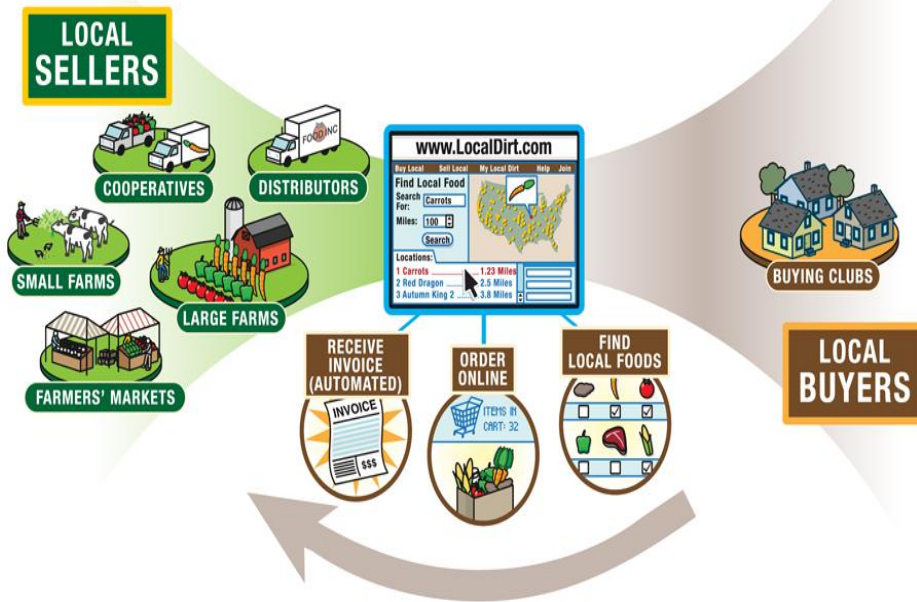 LOCAL
SELLERS
FOOD INC
COOPERATIVES
DISTRIBUTORS
SMALL FARMS
LARGE FARMS
FARMERS' MARKETS
www.LocalDirt.com
Buy Local Sell Local My Local Dirt Help Join
Find Local Food
Search
For: Carrots
Miles: 100
Search
Locations:
1 Carrots 1.23 Miles
2 Red Dragon 2.5 Miles
3 Autumn King 2 3.8 Miles
RECEIVE
INVOICE
(AUTOMATED)
INVOICE
$$$
ORDER
ONLINE
ITEMS IN
CART: 32
FIND
LOCAL FOODS
BUYING CLUBS
LOCAL
BUYERS